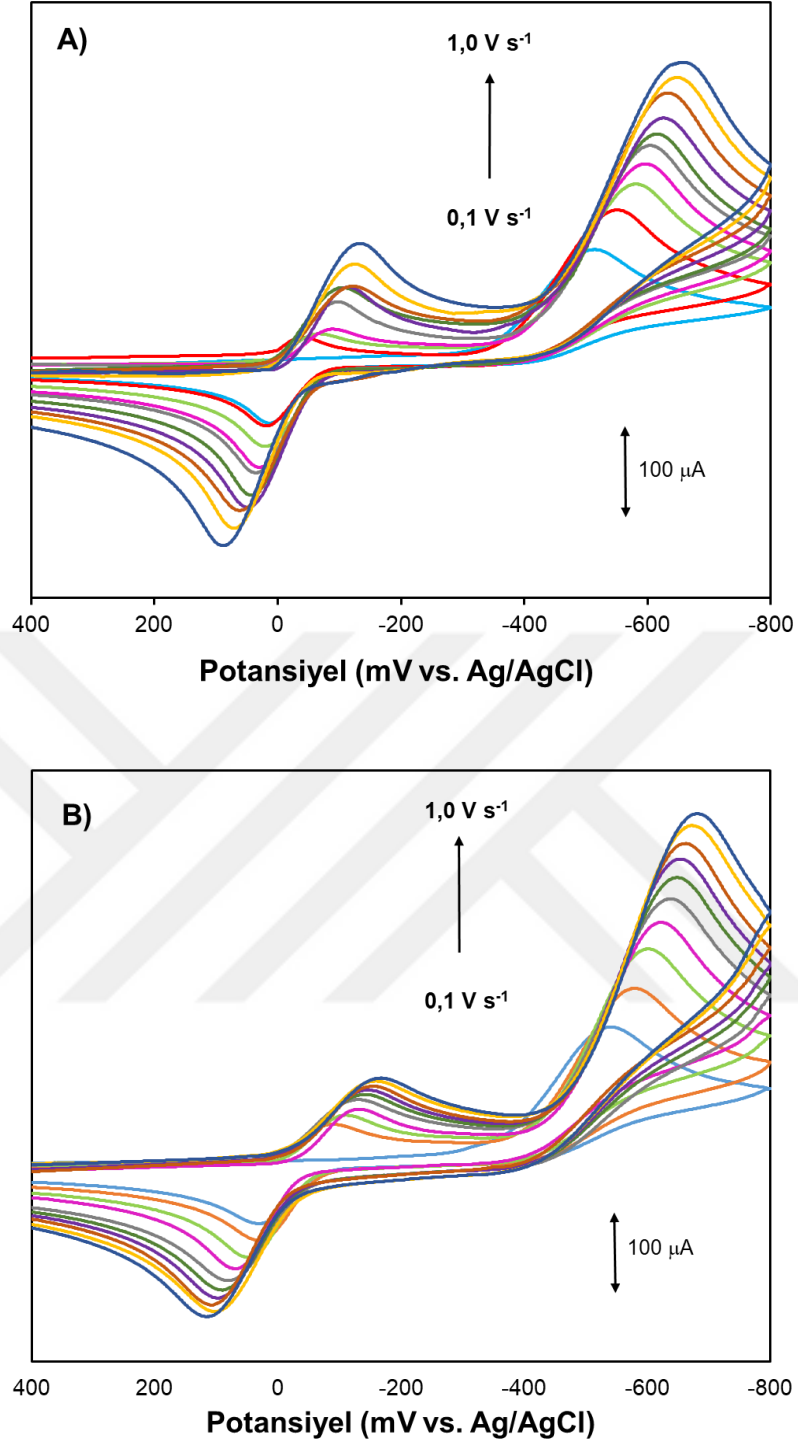 A)
1,0 V s-1
0,1 V s-1
100 μA
400 200 0 -200 -400 -600 -800
Potansiyel (mV vs. Ag/AgCl)
B)
1,0 V s-1
0,1 V s-1
100 μA
400 200 0 -200 -400 -600 -800
Potansiyel (mV vs. Ag/AgCl)